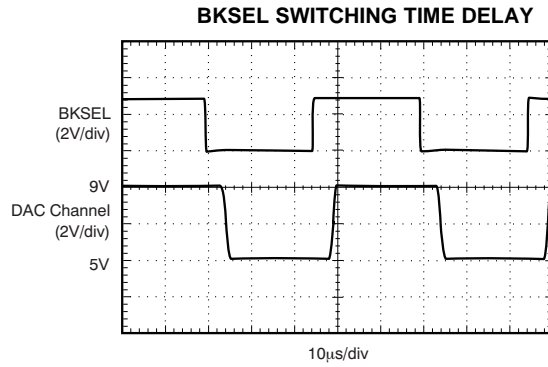 BKSEL SWITCHING TIME DELAY
BKSEL
(2V/div)
9V
DAC Channel
(2V/div)
5V
10μs/div